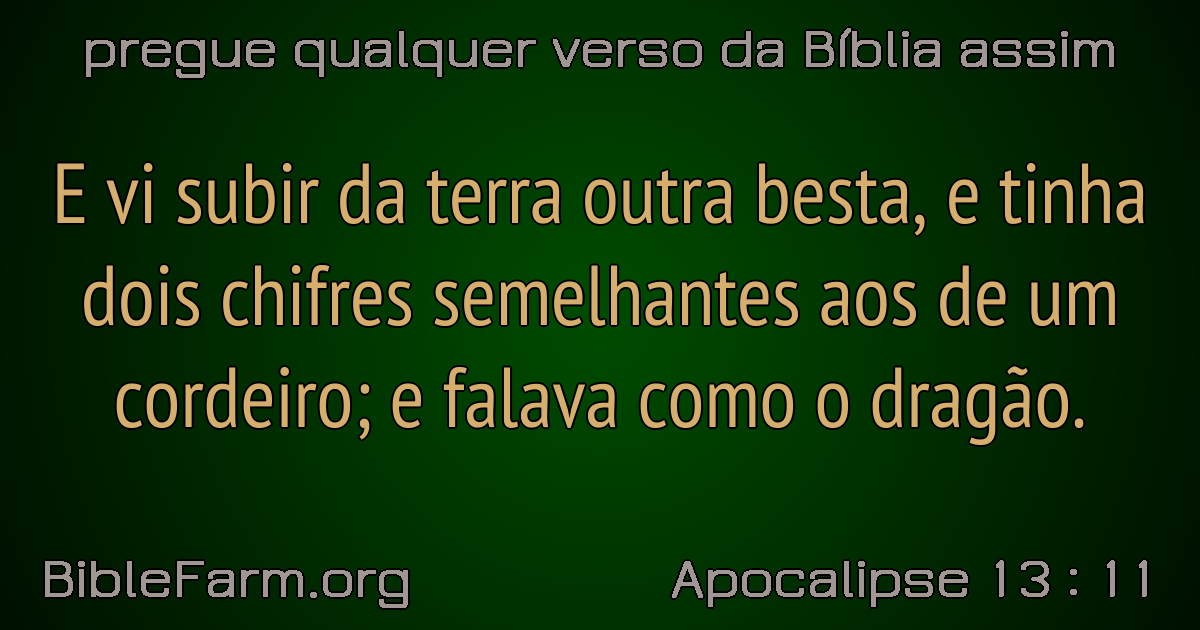 pregue qualquer verso da Bíblia assim
E vi subir da terra outra besta, e tinha
dois chifres semelhantes aos de um
cordeiro; e falava como o dragão.
BibleFarm.org
Apocalipse 13 : 11